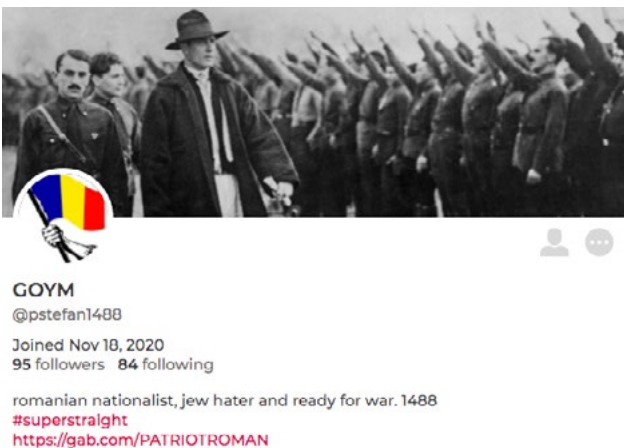 GOYM
@pstefan1488
Joined Nov 18, 2020
95 followers 84 following
romanian nationalist, jew hater and ready for war. 1488
#superstraight
https://gab.com/PATRIOTROMAN